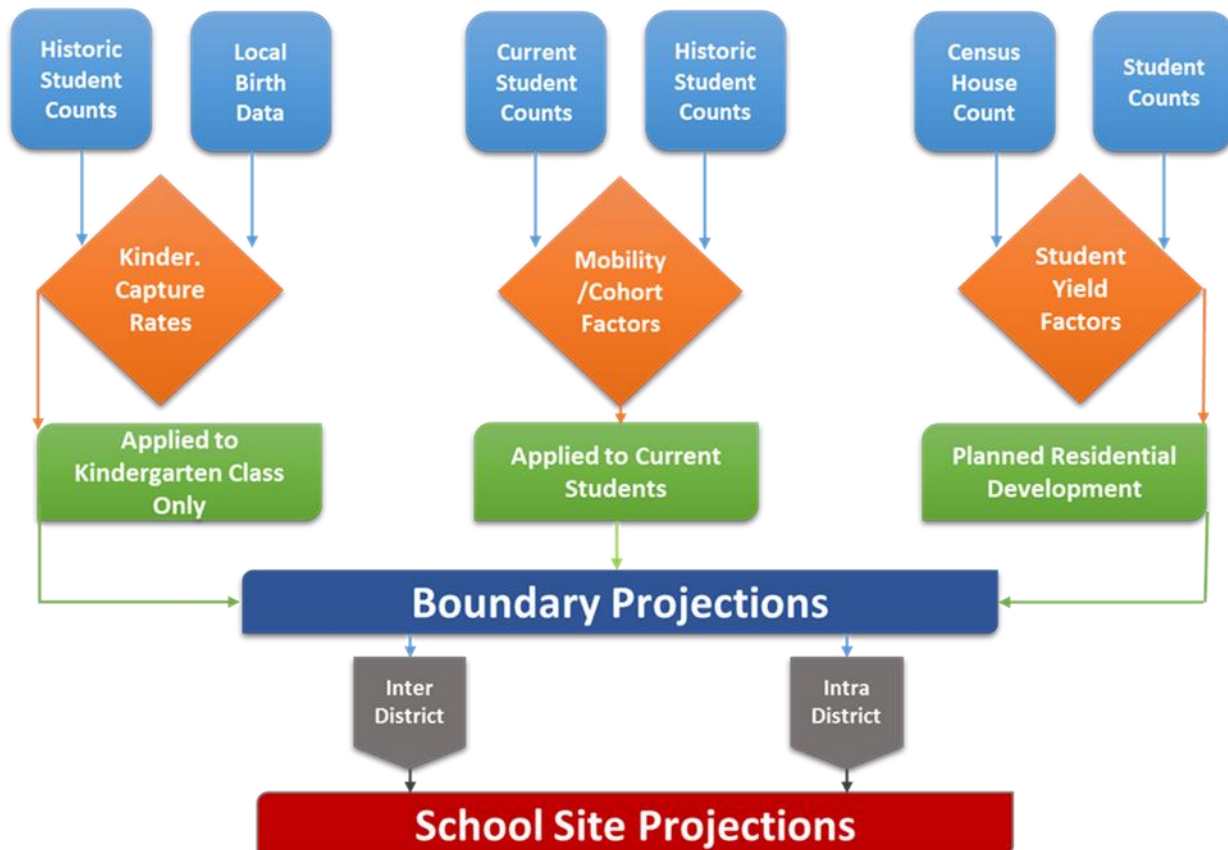 Historic
Student
Counts
Local
Birth
Data
Current
Student
Counts
Historic
Student
Counts
Census
House
Count
Student
Counts
Kinder.
Capture
Rates
Mobility
/Cohort
Factors
Student
Yield
Factors
Applied to
Kindergarten Class
Only
Applied to Current
Students
Planned Residential
Development
Boundary Projections
Inter
District
Intra
District
School Site Projections